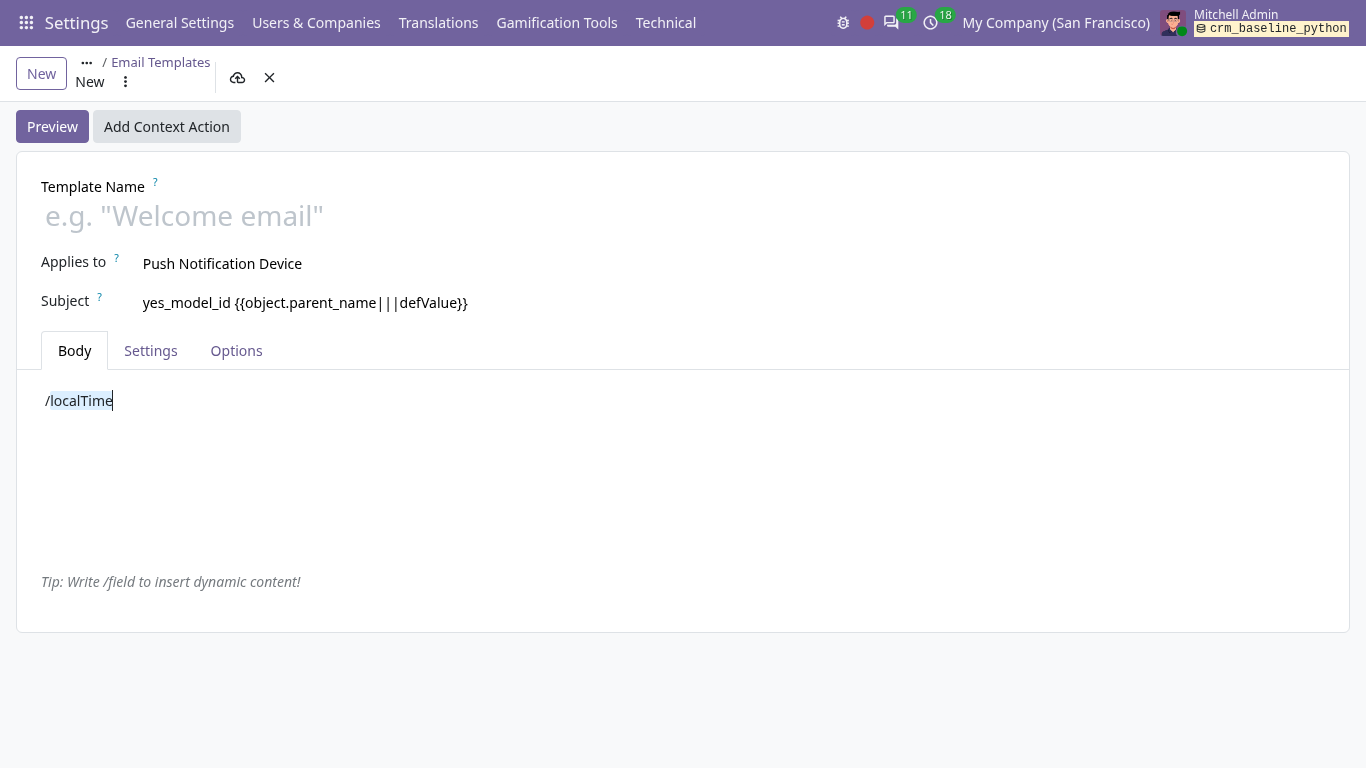 Settings General Settings Users & Companies Translations Gamification Tools Technical 11 18 My Company (San Francisco) Mitchell Admin
crm_baseline_python
New ... / Email Templates
New
Preview Add Context Action
Template Name ?
e.g. "Welcome email"
Applies to ? Push Notification Device
Subject ? yes_model_id {{object.parent_name|||defValue}}
Body Settings Options
/localTime
Tip: Write /field to insert dynamic content!